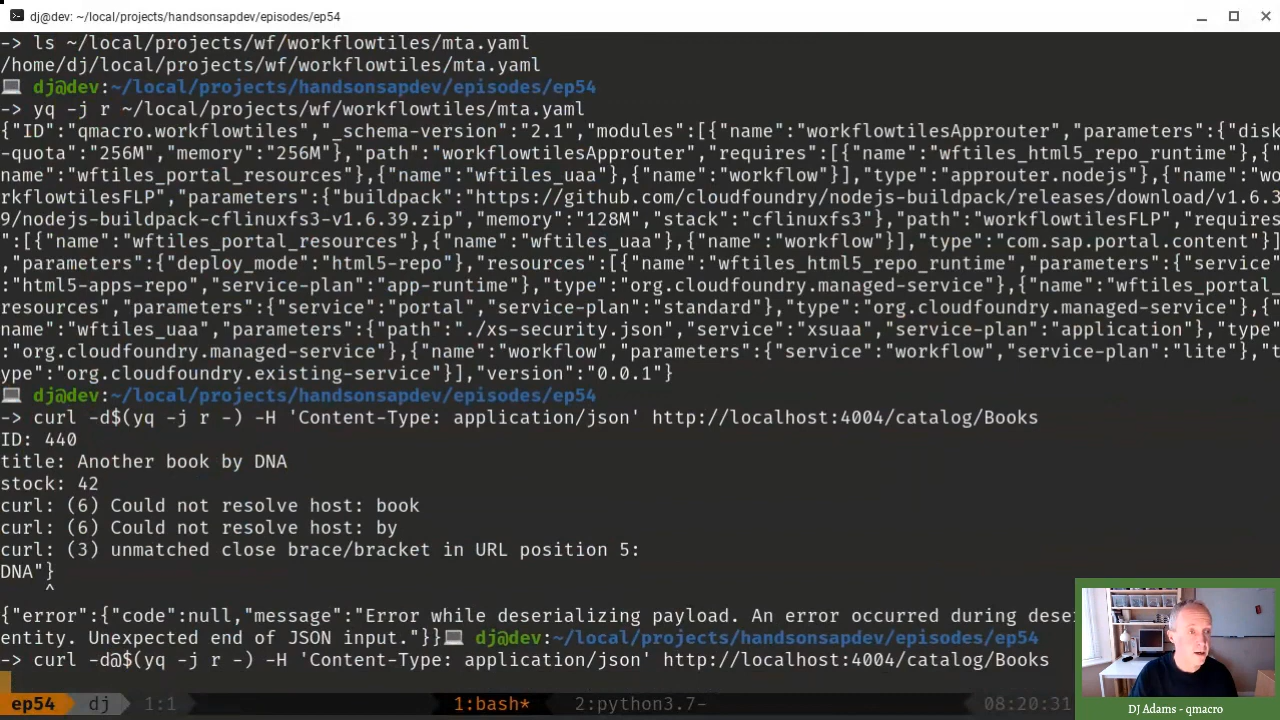 dj@dev: ~/local/projects/handsonsapdev/episodes/ep54
-> ls ~/local/projects/wf/workflowtiles/mta.yaml
/home/dj/local/projects/wf/workflowtiles/mta.yaml
dj@dev:~/local/projects/handsonsapdev/episodes/ep54
-> yq -j r ~/local/projects/wf/workflowtiles/mta.yaml
{"ID":"qmacro.workflowtiles","_schema-version":"2.1","modules":[{"name":"workflowtilesApprouter","parameters":{"disk
-quota":"256M","memory":"256M"},"path":"workflowtilesApprouter","requires":[{"name":"wftiles_html5_repo_runtime"},{"
name":"wftiles_portal_resources"},{"name":"wftiles_uaa"},{"name":"workflow"}],"type":"approuter.nodejs"},{"name":"wo
rkflowtilesFLP","parameters":{"buildpack":"https://github.com/cloudfoundry/nodejs-buildpack/releases/download/v1.6.3
9/nodejs-buildpack-cflinuxfs3-v1.6.39.zip","memory":"128M","stack":"cflinuxfs3"},"path":"workflowtilesFLP","requires
":[{"name":"wftiles_portal_resources"},{"name":"wftiles_uaa"},{"name":"workflow"}],"type":"com.sap.portal.content"}]
,"parameters":{"deploy_mode":"html5-repo"},"resources":[{"name":"wftiles_html5_repo_runtime","parameters":{"service"
:"html5-apps-repo","service-plan":"app-runtime"},"type":"org.cloudfoundry.managed-service"},{"name":"wftiles_portal_
resources","parameters":{"service":"portal","service-plan":"standard"},"type":"org.cloudfoundry.managed-service"},{"
name":"wftiles_uaa","parameters":{"path":"./xs-security.json","service":"xsuaa","service-plan":"application"},"type"
:"org.cloudfoundry.managed-service"},{"name":"workflow","parameters":{"service":"workflow","service-plan":"lite"},"t
ype":"org.cloudfoundry.existing-service"}],"version":"0.0.1"}
dj@dev:~/local/projects/handsonsapdev/episodes/ep54
-> curl -d$(yq -j r -) -H 'Content-Type: application/json' http://localhost:4004/catalog/Books
ID: 440
title: Another book by DNA
stock: 42
curl: (6) Could not resolve host: book
curl: (6) Could not resolve host: by
curl: (3) unmatched close brace/bracket in URL position 5:
DNA"}
^
{"error":{"code":null,"message":"Error while deserializing payload. An error occurred during dese
entity. Unexpected end of JSON input."}} dj@dev:~/local/projects/handsonsapdev/episodes/ep54
-> curl -d@$(yq -j r -) -H 'Content-Type: application/json' http://localhost:4004/catalog/Books
ep54 dj 1:1 1:bash* 2:python3.7- 08:20:31
DJ Adams - qmacro